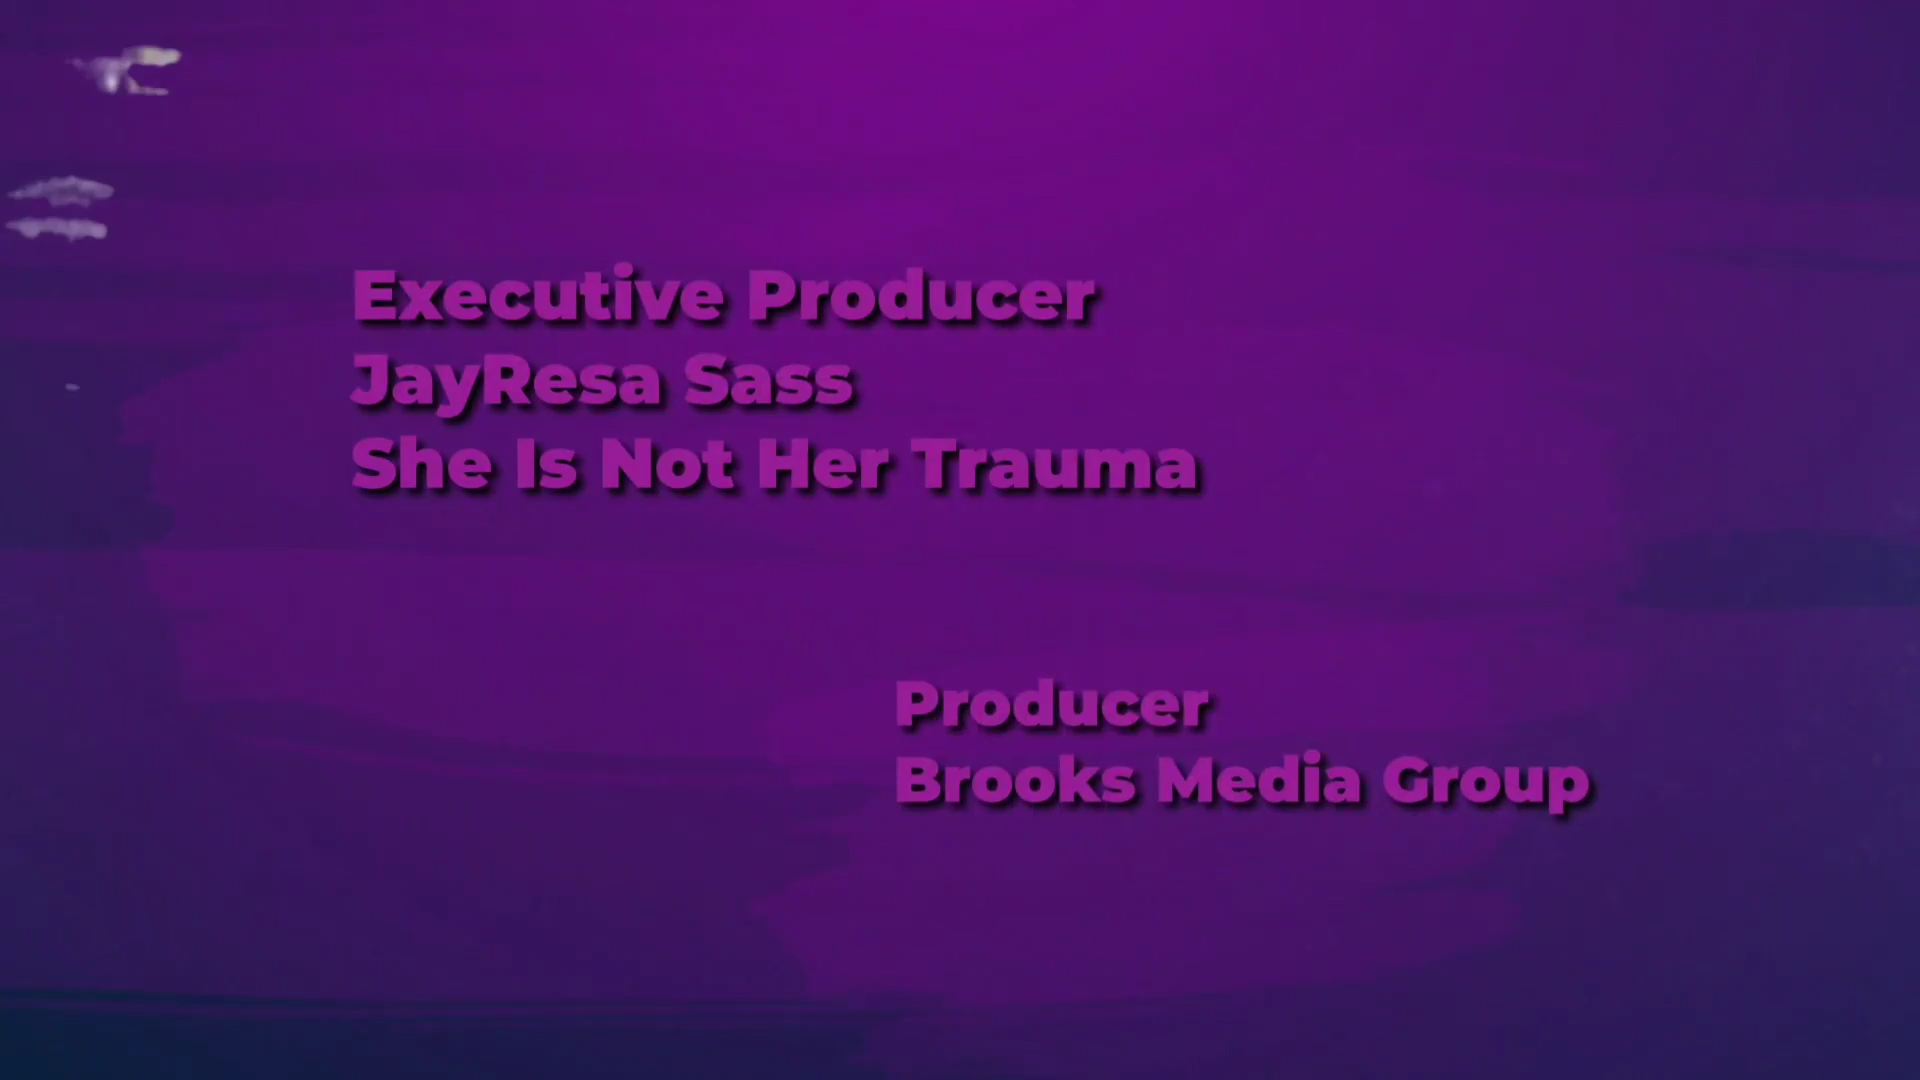 Executive Producer
JayResa Sass
She Is Not Her Trauma
Producer
Brooks Media Group